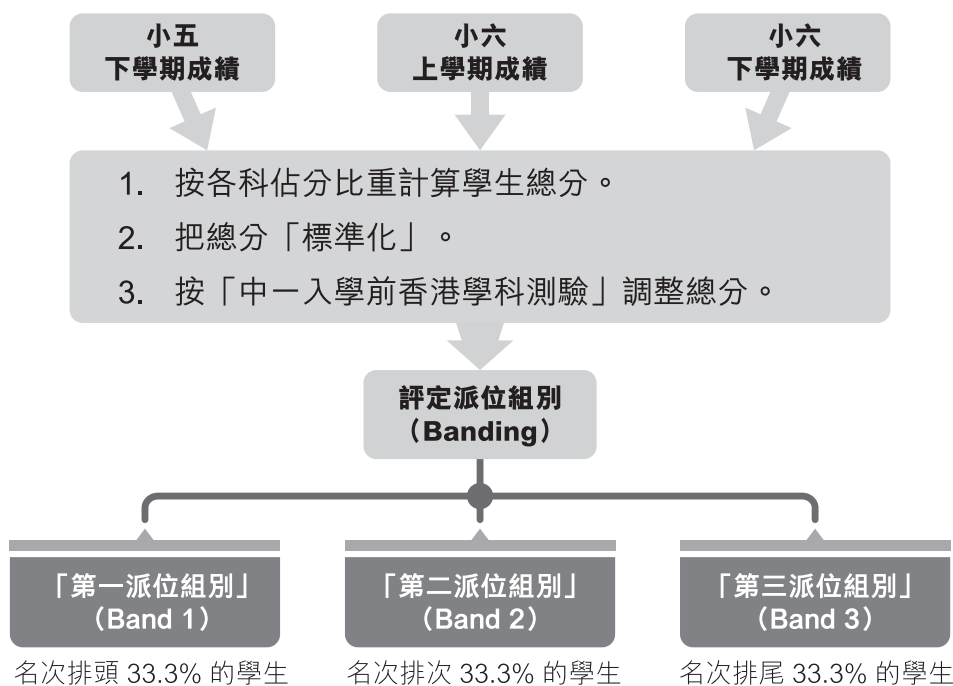 小五
下學期成績
小六
上學期成績
小六
下學期成績
1. 按各科佔分比重計算學生總分。
2. 把總分「標準化」。
3. 按「中一入學前香港學科測驗」調整總分。
評定派位組別
（Banding）
「第一派位組別」
（Band 1）
「第二派位組別」
（Band 2）
「第三派位組別」
（Band 3）
名次排頭 33.3% 的學生
名次排次 33.3% 的學生
名次排尾 33.3% 的學生